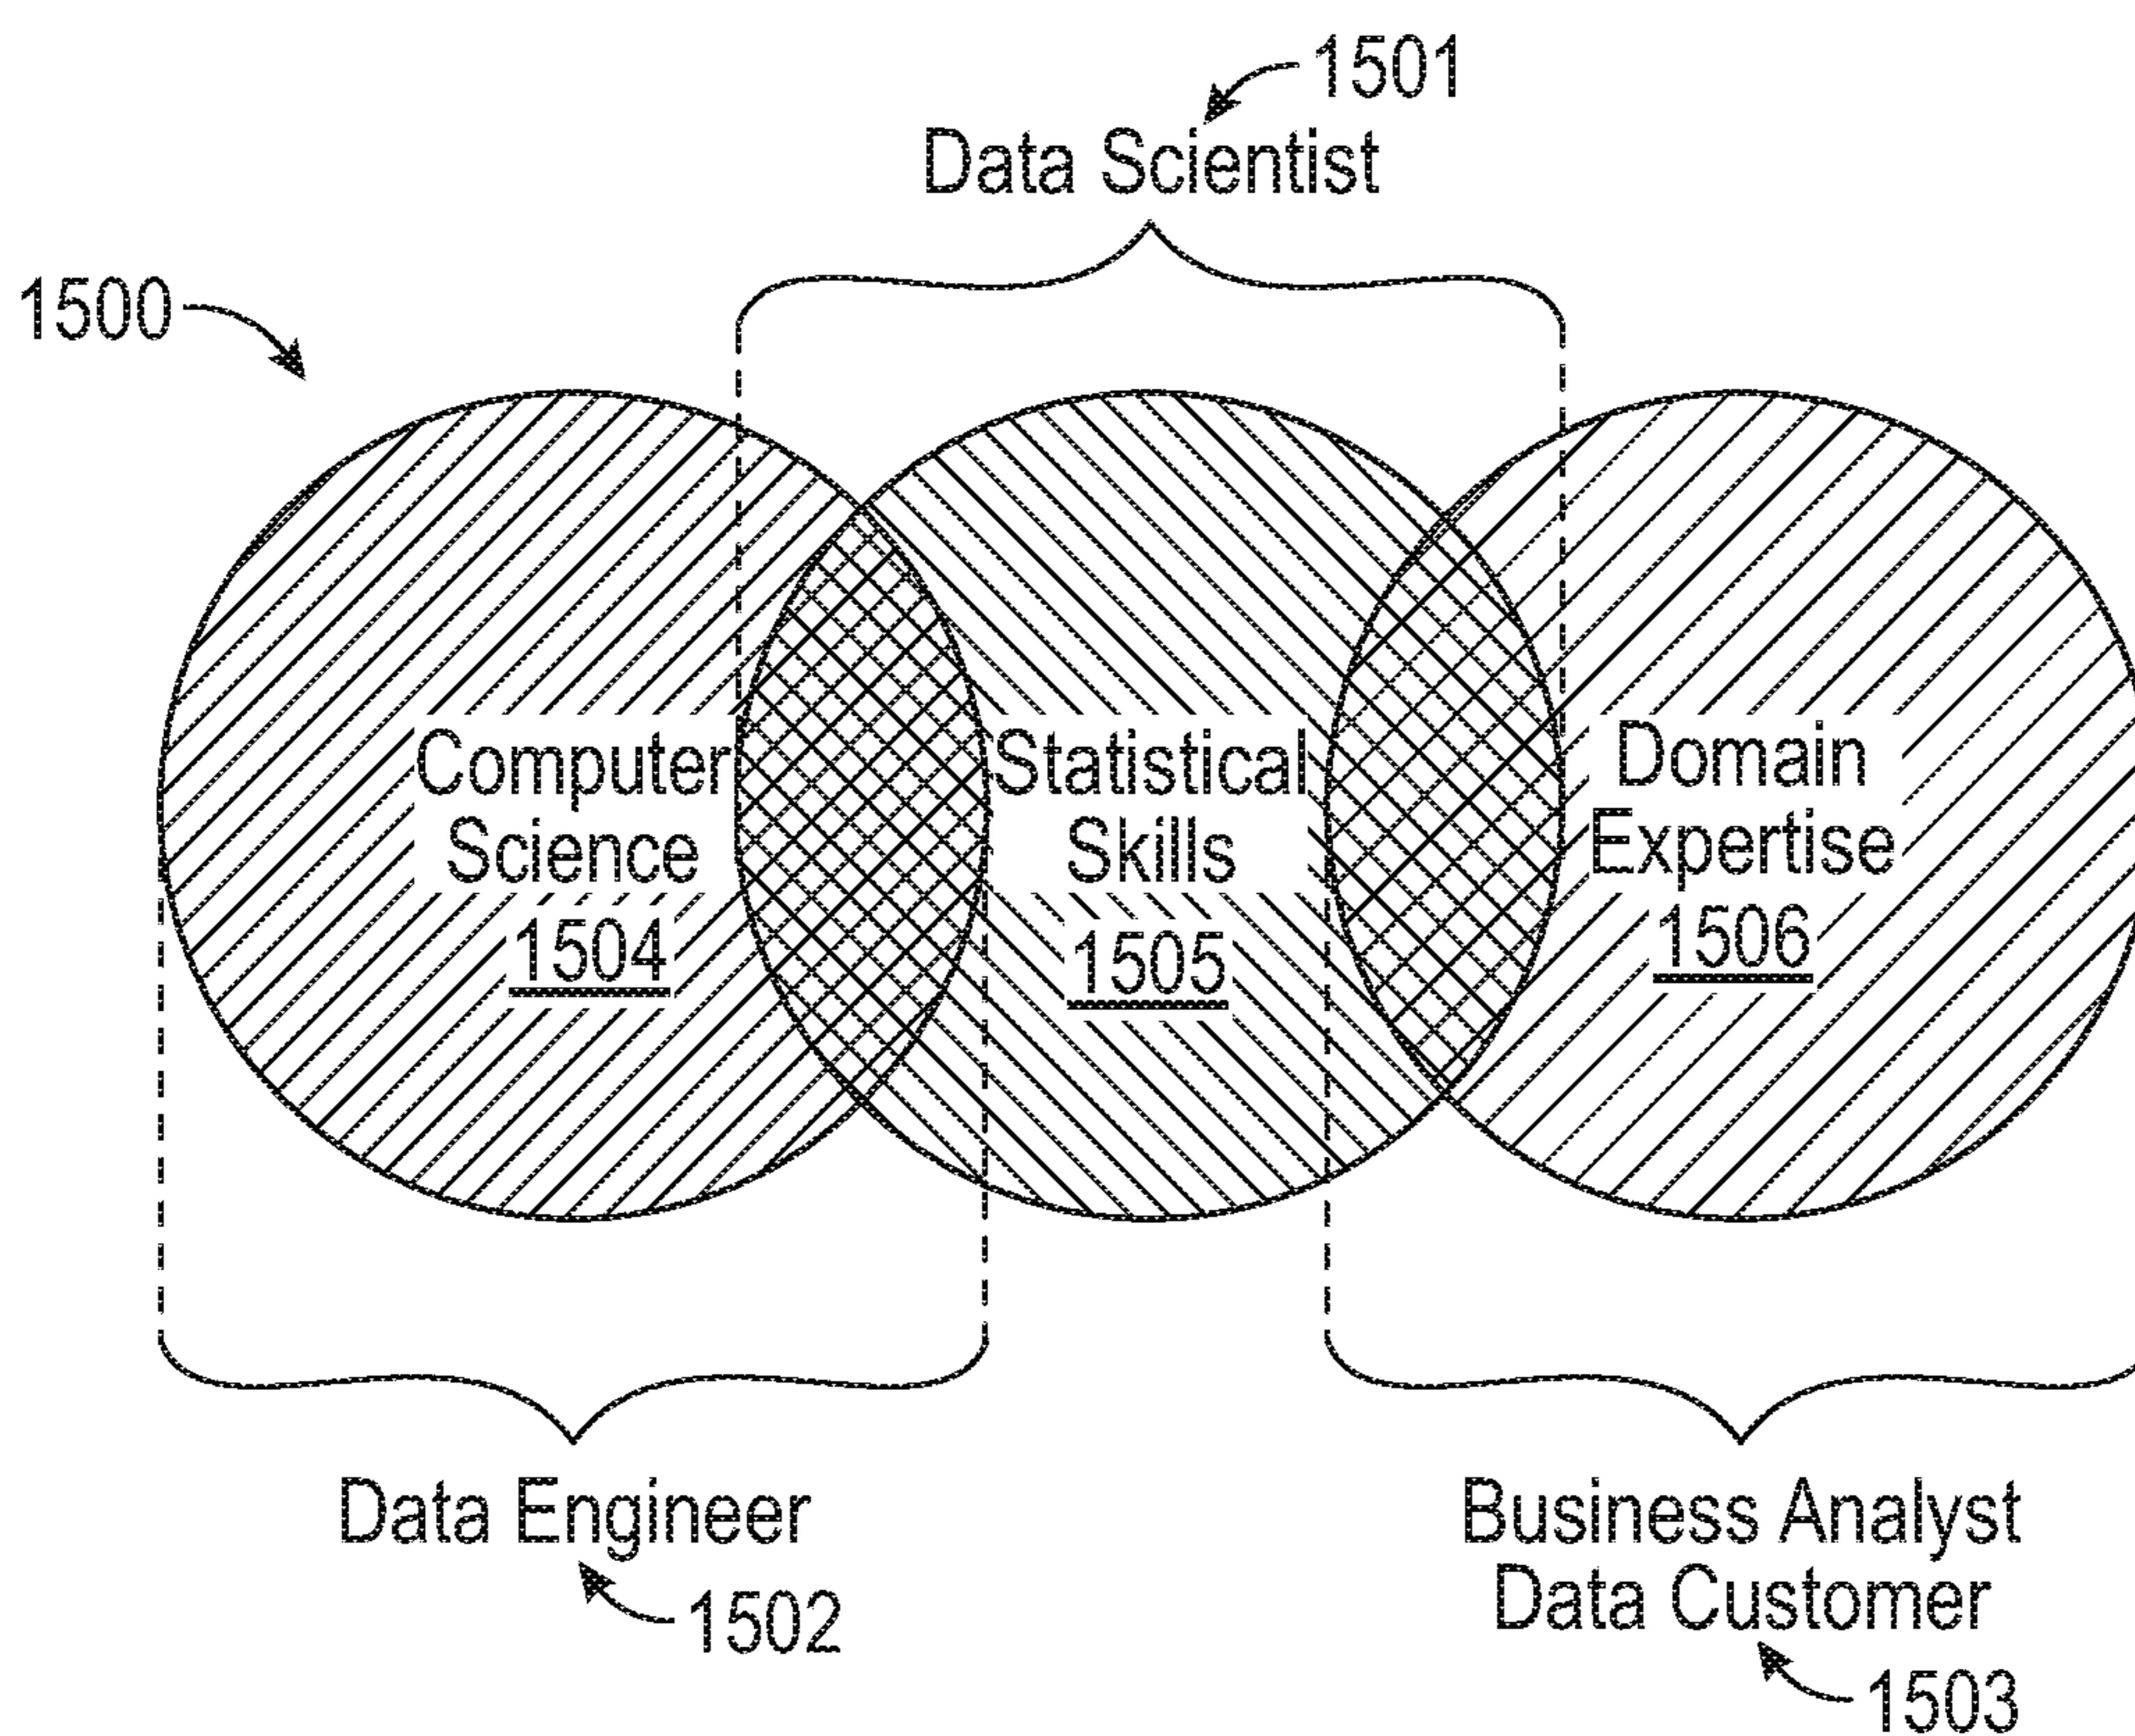 1501
Data Scientist
1500
Computer
Science
1504
Statistical
Skills
1505
Domain
Expertise
1506
Data Engineer
1502
Business Analyst
Data Customer
1503